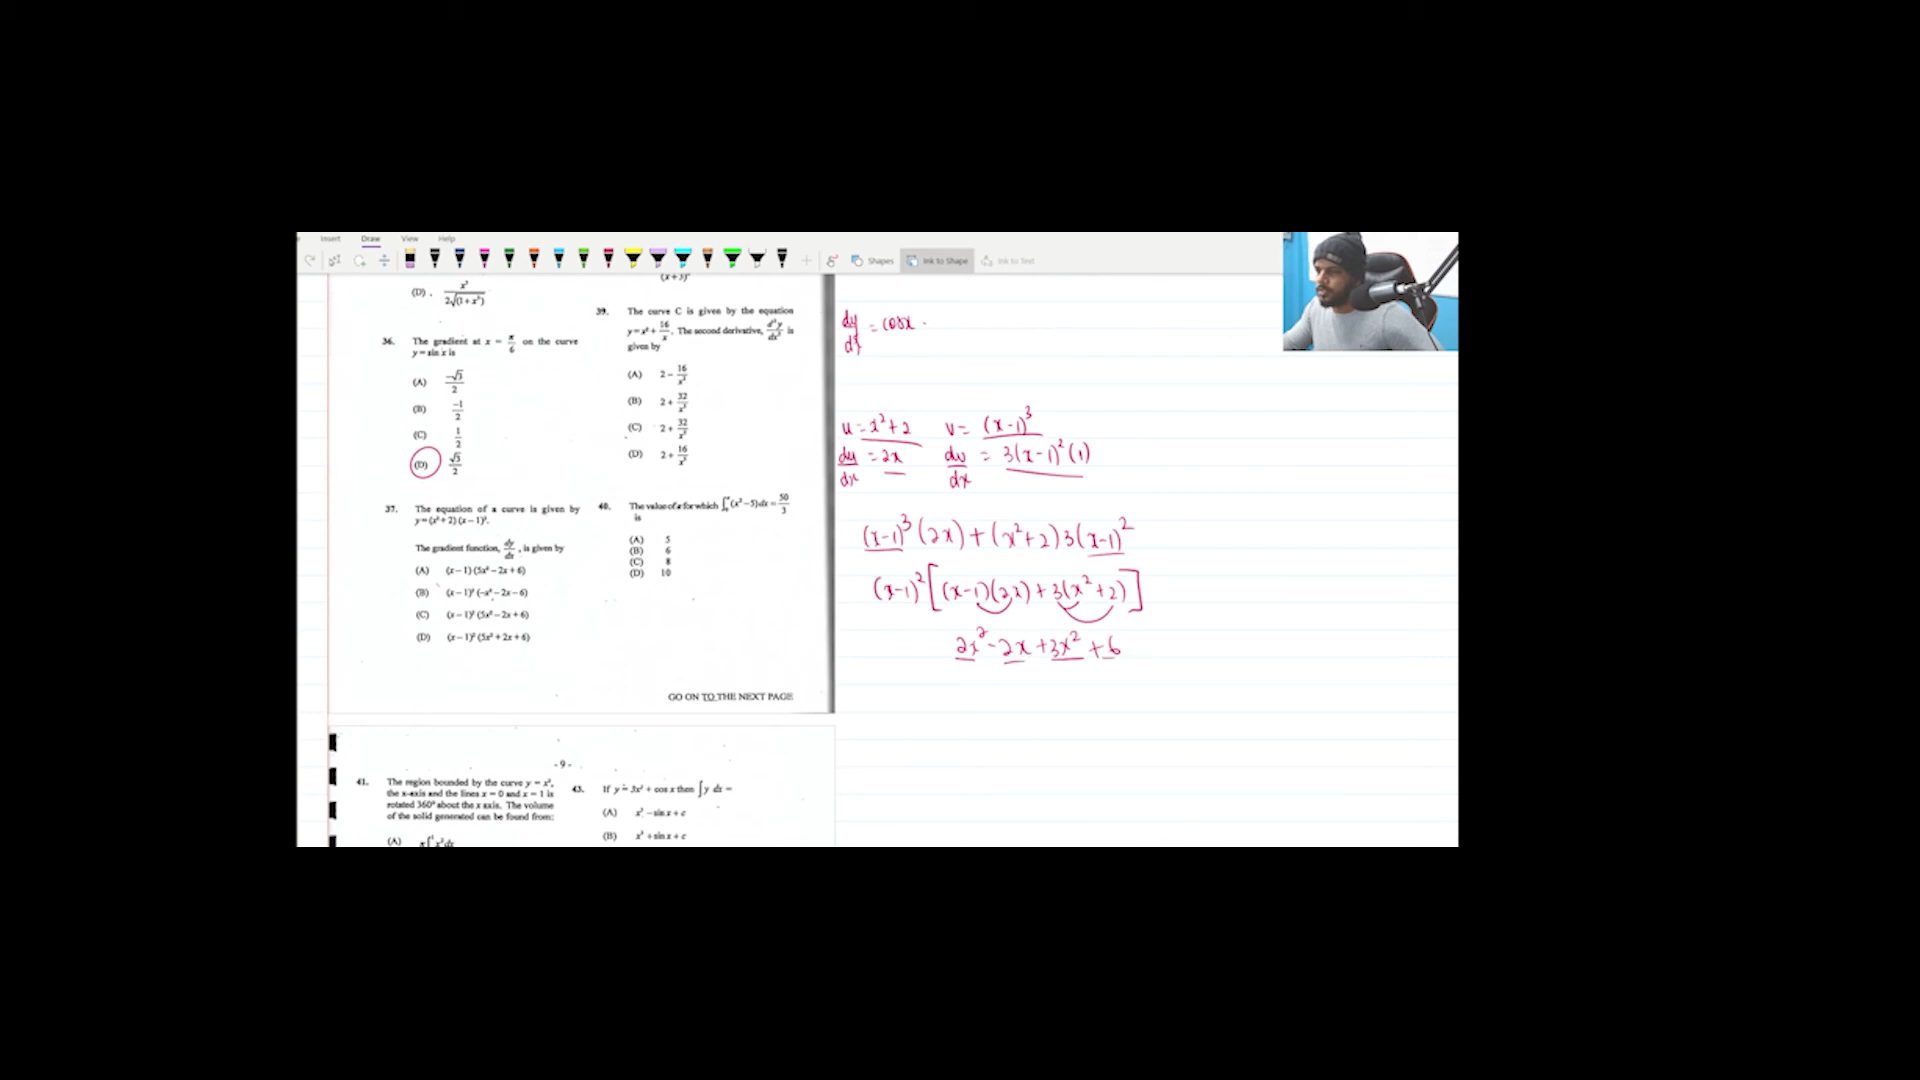 Insert Draw View Help
Shapes Ink to Shape Ink to Text
(D) . x³ / 2√(1+x³)
36. The gradient at x = π/6 on the curve
y = sin x is
(A) -√3/2
(B) -1/2
(C) 1/2
(D) √3/2
37. The equation of a curve is given by
y = (x²+2) (x – 1)³.
The gradient function, dy/dx, is given by
(A) (x – 1) (5x² – 2x + 6)
(B) (x – 1)² (-x² – 2x – 6)
(C) (x – 1)² (5x² – 2x + 6)
(D) (x – 1)² (5x² + 2x + 6)
39. The curve C is given by the equation
y = x² + 16/x. The second derivative, d²y/dx² is
given by
(A) 2 – 16
(B) 2 + 32
(C) 2 + 32
(D) 2 + 16
40. The value of a for which ∫ (x² – 5) dx = 50/3
is
(A) 5
(B) 6
(C) 8
(D) 10
GO ON TO THE NEXT PAGE
- 9 -
41. The region bounded by the curve y = x²,
the x-axis and the lines x = 0 and x = 1 is
rotated 360° about the x axis. The volume
of the solid generated can be found from:
(A)
43. If y = 3x² + cos x then ∫ y dx =
(A) x³ – sin x + c
(B) x³ + sin x + c
dy/dx = cosx .
u = x²+2 v = (x-1)³
du/dx = 2x dv/dx = 3(x-1)²(1)
(x-1)³(2x) + (x²+2)3(x-1)²
(x-1)²[(x-1)(2x) + 3(x²+2)]
2x² - 2x + 3x² + 6